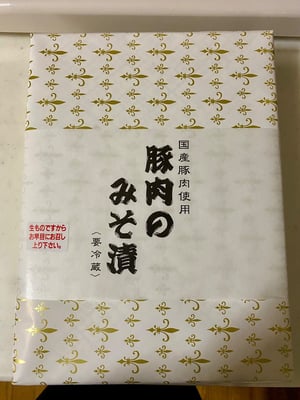 国産豚肉使用
豚肉の
みそ漬
（要冷蔵）
生ものですから
お早目にお召し
上り下さい。